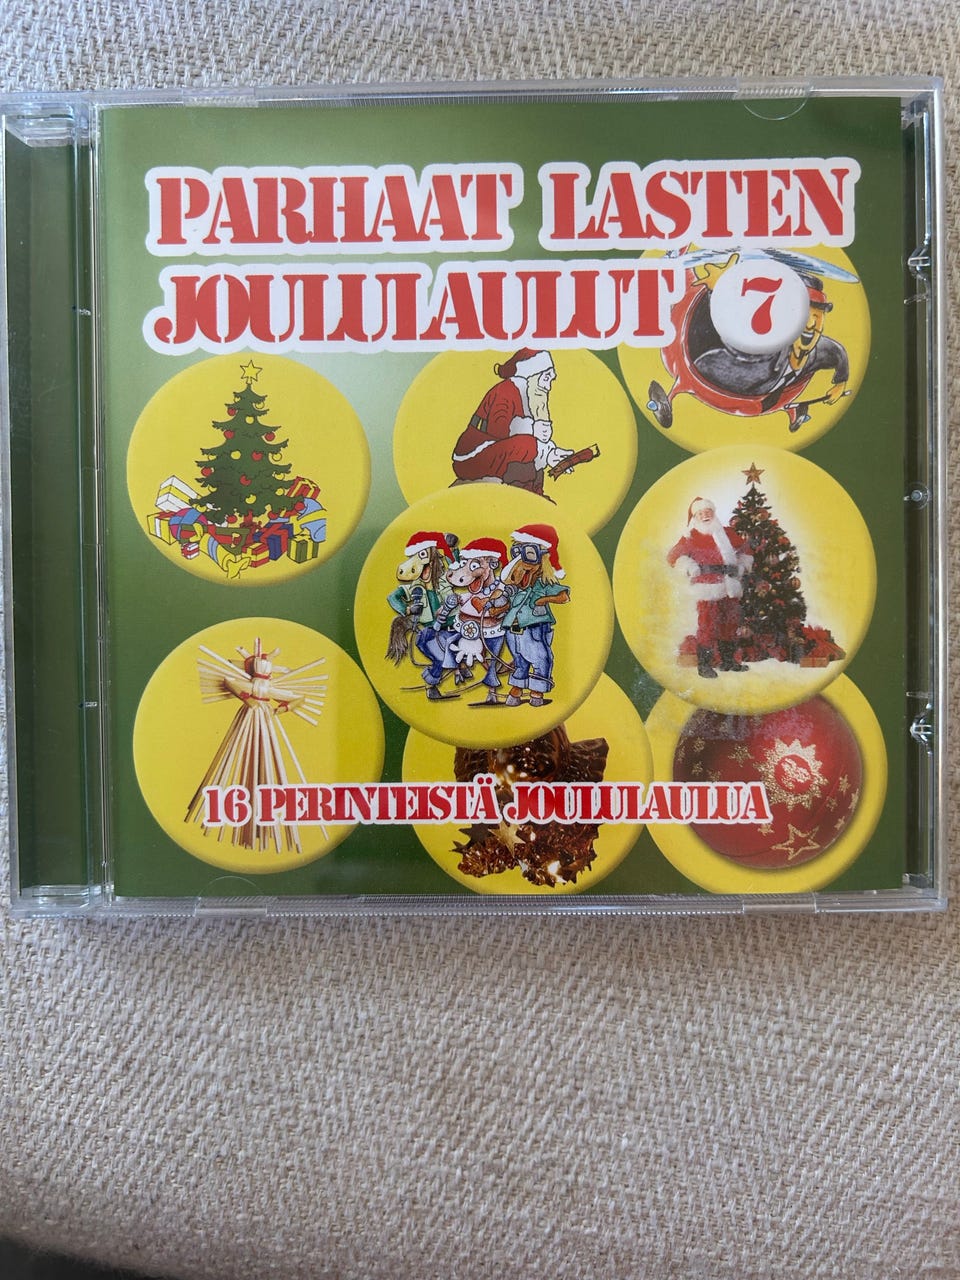 PARHAAT LASTEN
JOULULAULUT 7
16 PERINTEISTÄ JOULULAULUA